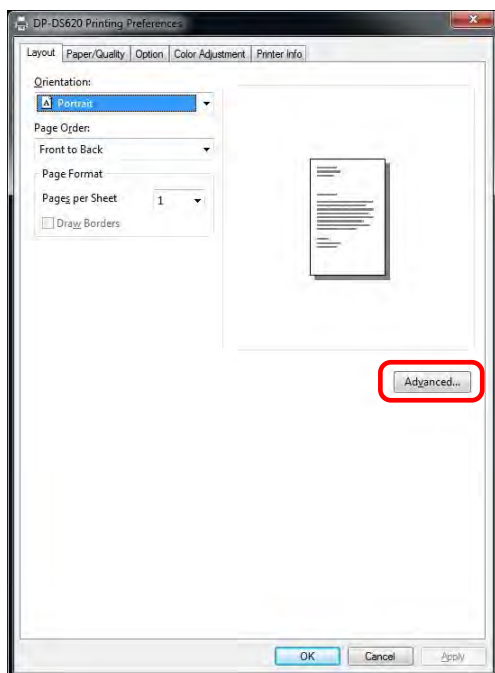 DP-DS620 Printing Preferences
Layout Paper/Quality Option Color Adjustment Printer Info
Orientation:
A Portrait
Page Order:
Front to Back
Page Format
Pages per Sheet 1
Draw Borders
Advanced...
OK Cancel Apply